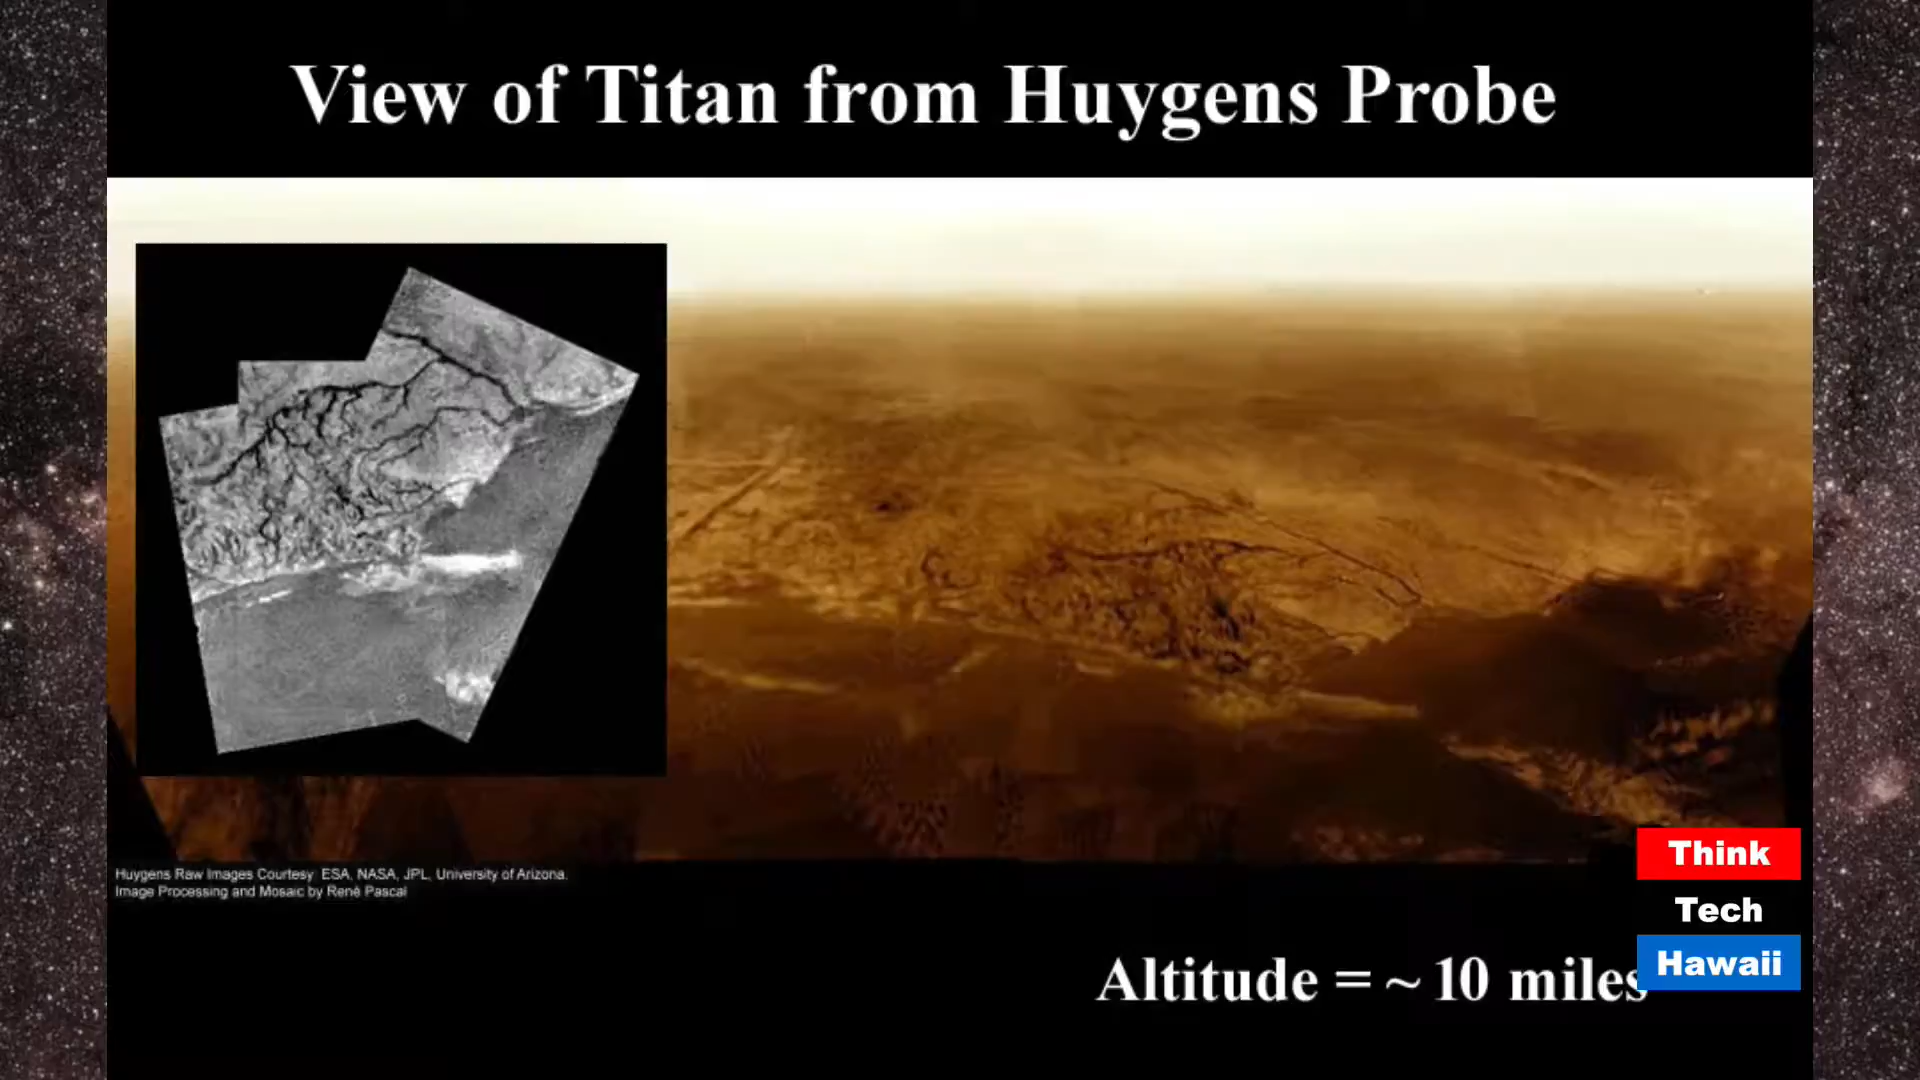 View of Titan from Huygens Probe
Huygens Raw Images Courtesy ESA, NASA, JPL, University of Arizona.
Image Processing and Mosaic by René Pascal
Altitude = ~ 10 miles
Think
Tech
Hawaii